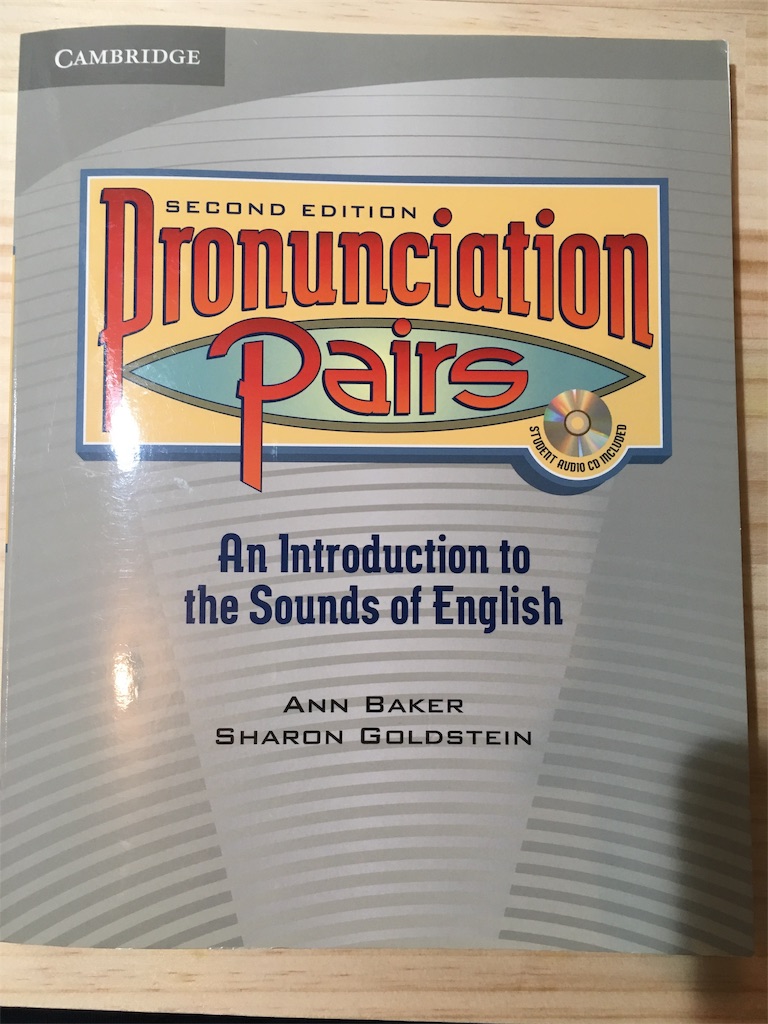 CAMBRIDGE
SECOND EDITION
Pronunciation
Pairs
STUDENT AUDIO CD INCLUDED
An Introduction to
the Sounds of English
ANN BAKER
SHARON GOLDSTEIN